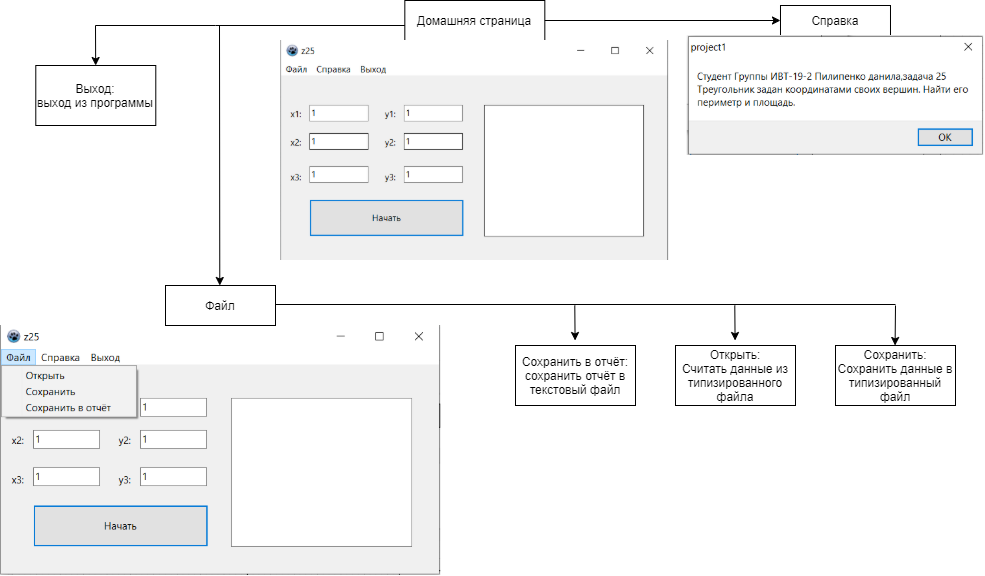 Домашняя страница
Справка
Выход:
выход из программы
z25
Файл Справка Выход
x1: 1 y1: 1
x2: 1 y2: 1
x3: 1 y3: 1
Начать
project1
Студент Группы ИВТ-19-2 Пилипенко данила,задача 25
Треугольник задан координатами своих вершин. Найти его
периметр и площадь.
OK
Файл
z25
Файл Справка Выход
Открыть
Сохранить
Сохранить в отчёт
1
x2: 1 y2: 1
x3: 1 y3: 1
Начать
Сохранить в отчёт:
сохранить отчёт в
текстовый файл
Открыть:
Считать данные из
типизированного
файла
Сохранить:
Сохранить данные в
типизированный
файл